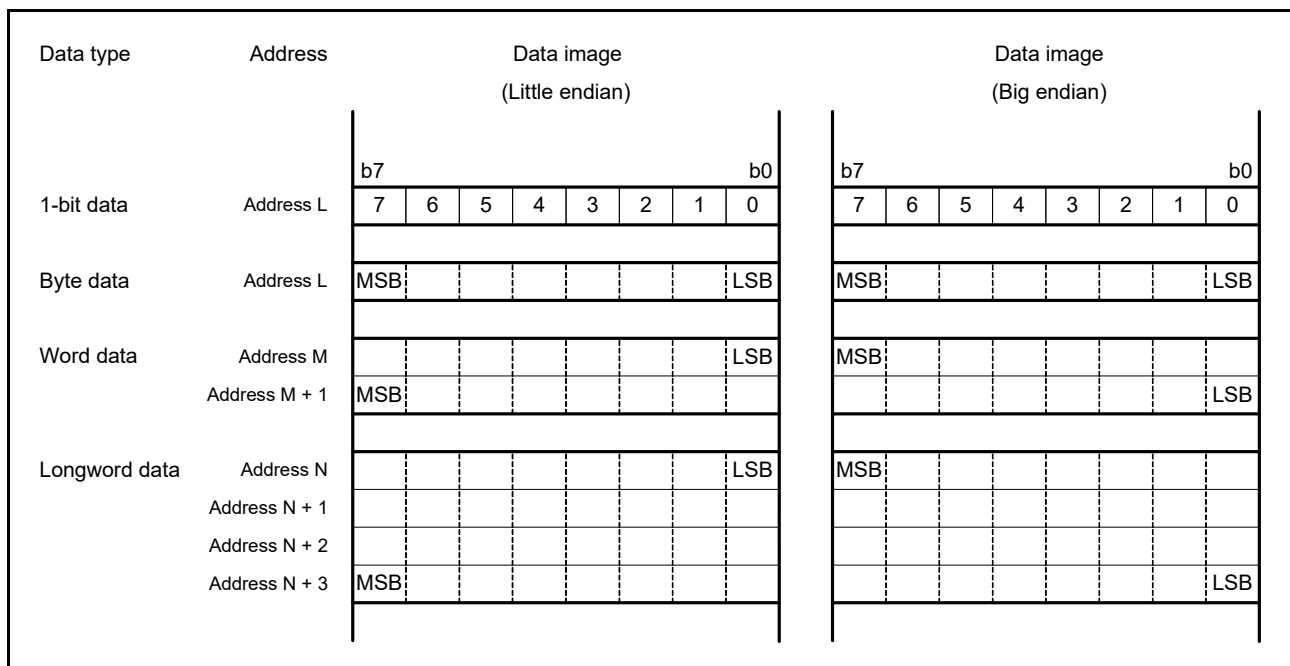 Data type Address Data image Data image
(Little endian) (Big endian)
b7 b0 b7 b0
1-bit data Address L 7 6 5 4 3 2 1 0 7 6 5 4 3 2 1 0
Byte data Address L MSB LSB MSB LSB
Word data Address M LSB MSB
Address M + 1 MSB LSB
Longword data Address N LSB MSB
Address N + 1
Address N + 2
Address N + 3 MSB LSB